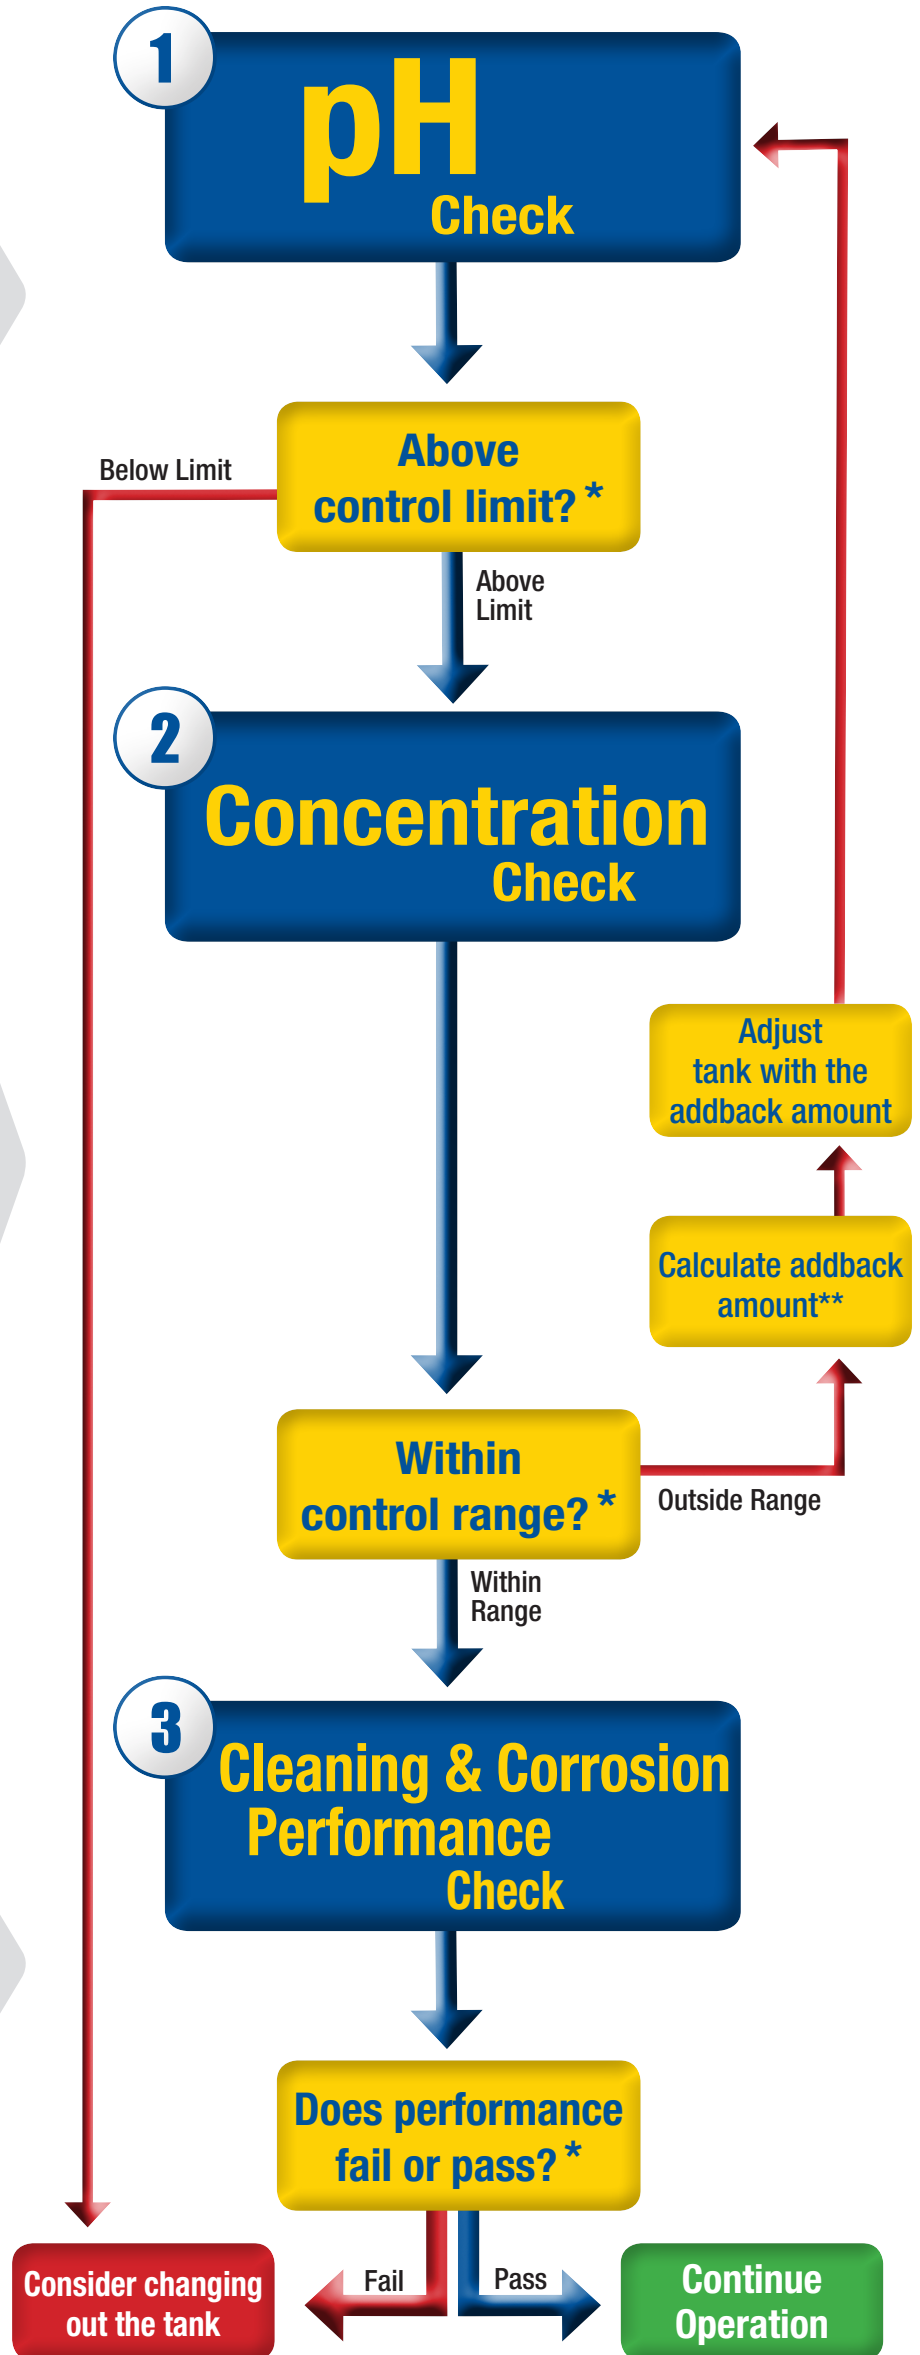 1
pH
Check
Above
control limit? *
Below Limit
Above
Limit
2
Concentration
Check
Adjust
tank with the
addback amount
Calculate addback
amount**
Within
control range? *
Outside Range
Within
Range
3
Cleaning & Corrosion
Performance
Check
Does performance
fail or pass? *
Fail
Pass
Consider changing
out the tank
Continue
Operation